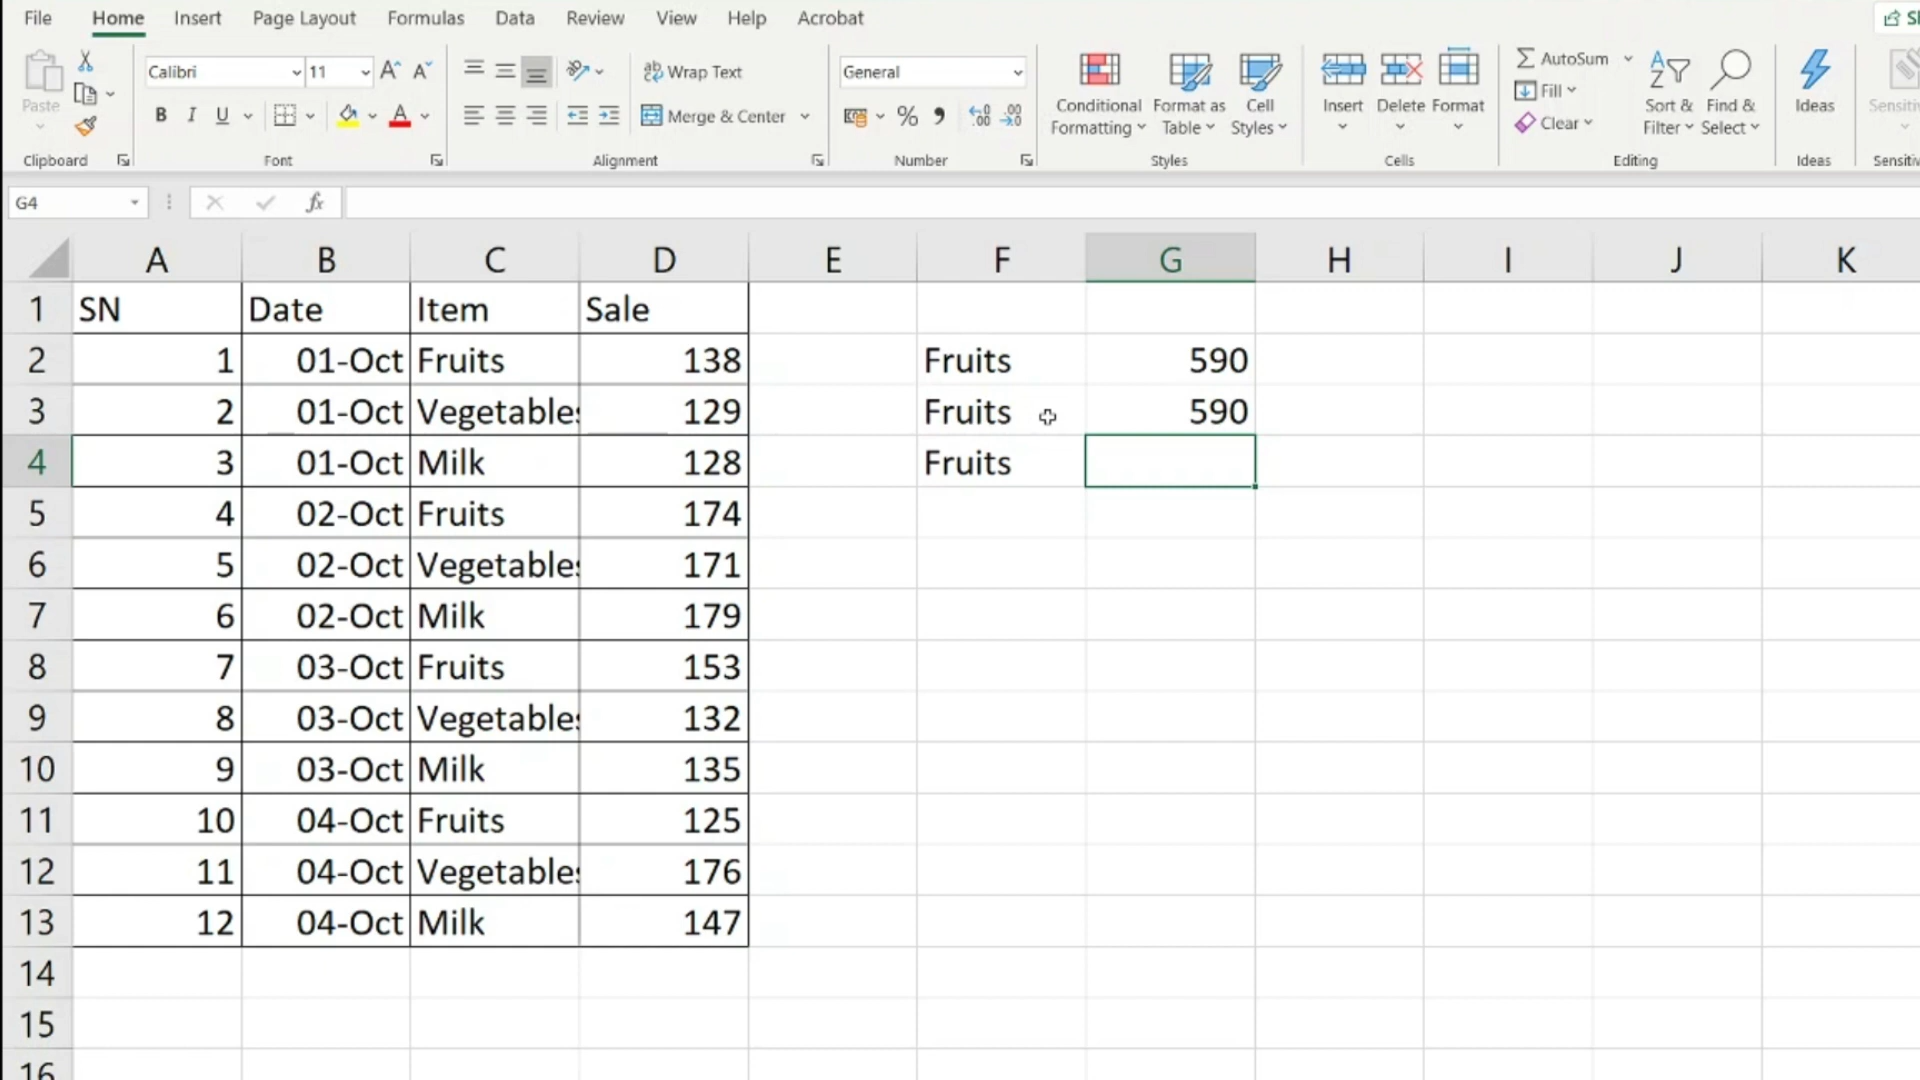 File Home Insert Page Layout Formulas Data Review View Help Acrobat
Calibri 11 Wrap Text General AutoSum
Paste Conditional Formatting Format as Table Cell Styles Insert Delete Format Fill Sort & Filter Find & Select Ideas
B I U Merge & Center % Clear
Clipboard Font Alignment Number Styles Cells Editing Ideas
G4 fx
A B C D E F G H I J K
1 SN Date Item Sale
2 1 01-Oct Fruits 138 Fruits 590
3 2 01-Oct Vegetables 129 Fruits 590
4 3 01-Oct Milk 128 Fruits
5 4 02-Oct Fruits 174
6 5 02-Oct Vegetables 171
7 6 02-Oct Milk 179
8 7 03-Oct Fruits 153
9 8 03-Oct Vegetables 132
10 9 03-Oct Milk 135
11 10 04-Oct Fruits 125
12 11 04-Oct Vegetables 176
13 12 04-Oct Milk 147
14
15
16